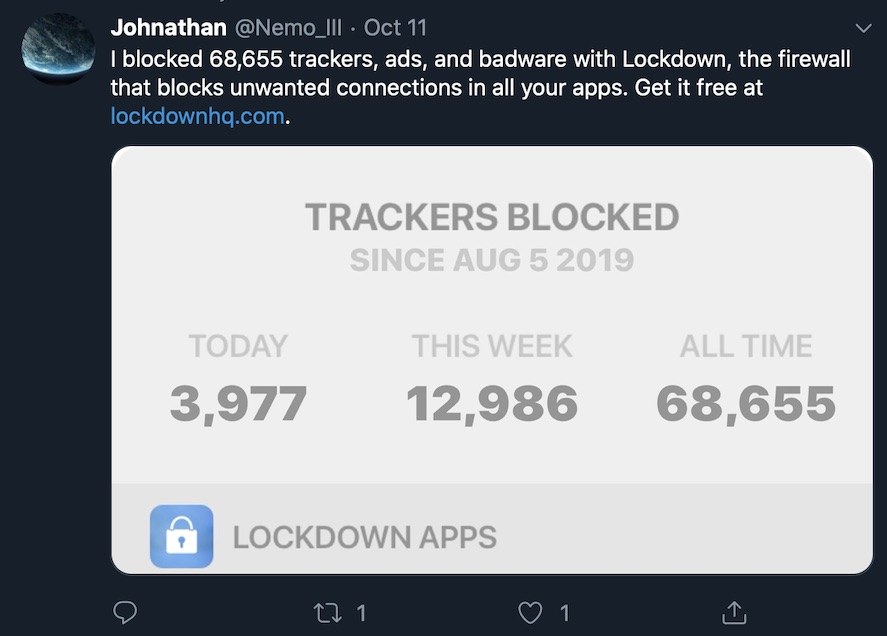 Johnathan @Nemo_III · Oct 11
I blocked 68,655 trackers, ads, and badware with Lockdown, the firewall
that blocks unwanted connections in all your apps. Get it free at
lockdownhq.com.
TRACKERS BLOCKED
SINCE AUG 5 2019
TODAY THIS WEEK ALL TIME
3,977 12,986 68,655
LOCKDOWN APPS
1 1